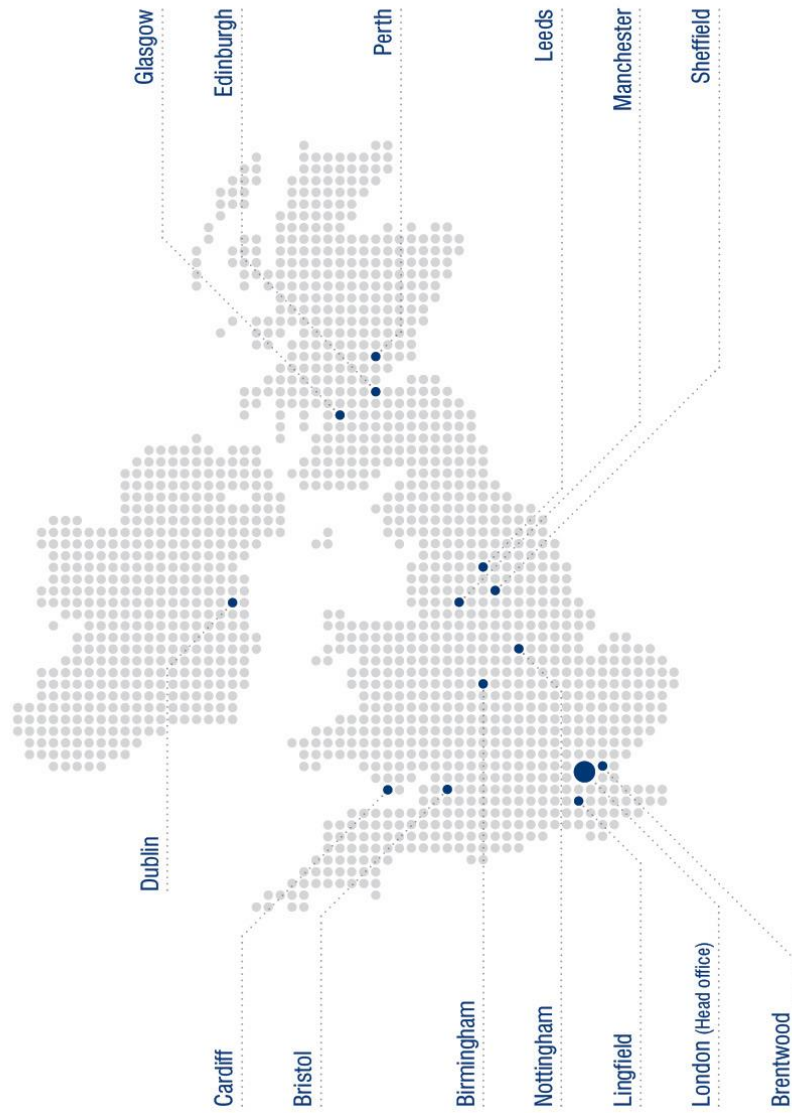 Glasgow
Edinburgh
Perth
Leeds
Manchester
Sheffield
Dublin
Cardiff
Bristol
Birmingham
Nottingham
Lingfield
London (Head office)
Brentwood